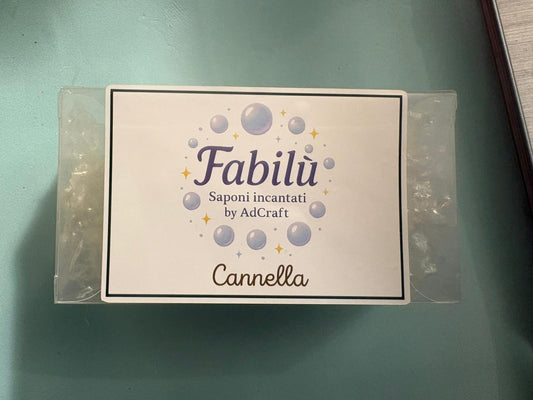 Fabilù
Saponi incantati
by AdCraft
Cannella